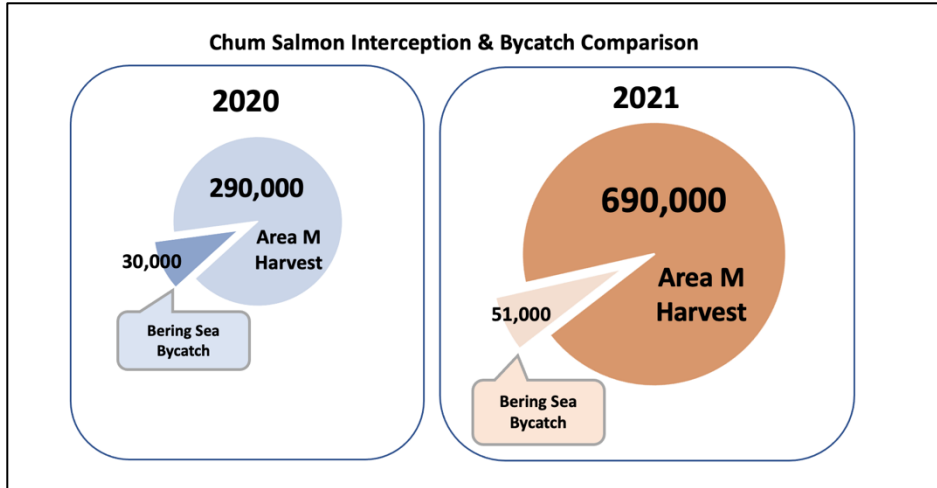 Chum Salmon Interception & Bycatch Comparison
2020
290,000
Area M
Harvest
30,000
Bering Sea
Bycatch
2021
690,000
Area M
Harvest
51,000
Bering Sea
Bycatch